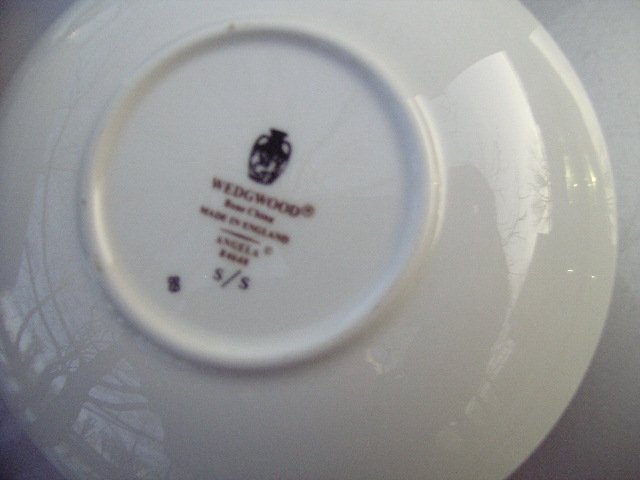 WEDGWOOD®
Bone China
MADE IN ENGLAND
ANGELA ©
S/S